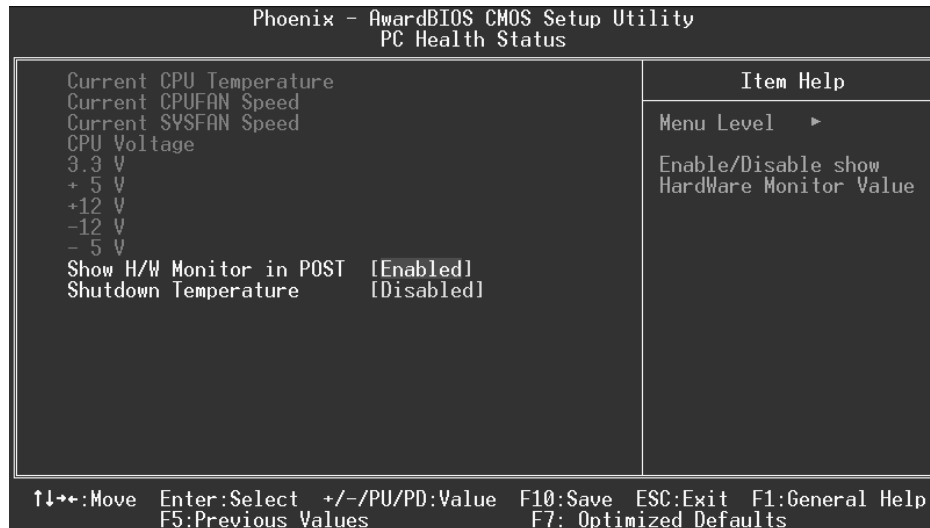 Phoenix - AwardBIOS CMOS Setup Utility
PC Health Status
Current CPU Temperature
Current CPUFAN Speed
Current SYSFAN Speed
CPU Voltage
3.3 V
+ 5 V
+12 V
-12 V
- 5 V
Show H/W Monitor in POST [Enabled]
Shutdown Temperature [Disabled]
Item Help
Menu Level ►
Enable/Disable show
HardWare Monitor Value
↑↓→←:Move Enter:Select +/-/PU/PD:Value F10:Save ESC:Exit F1:General Help
F5:Previous Values F7: Optimized Defaults